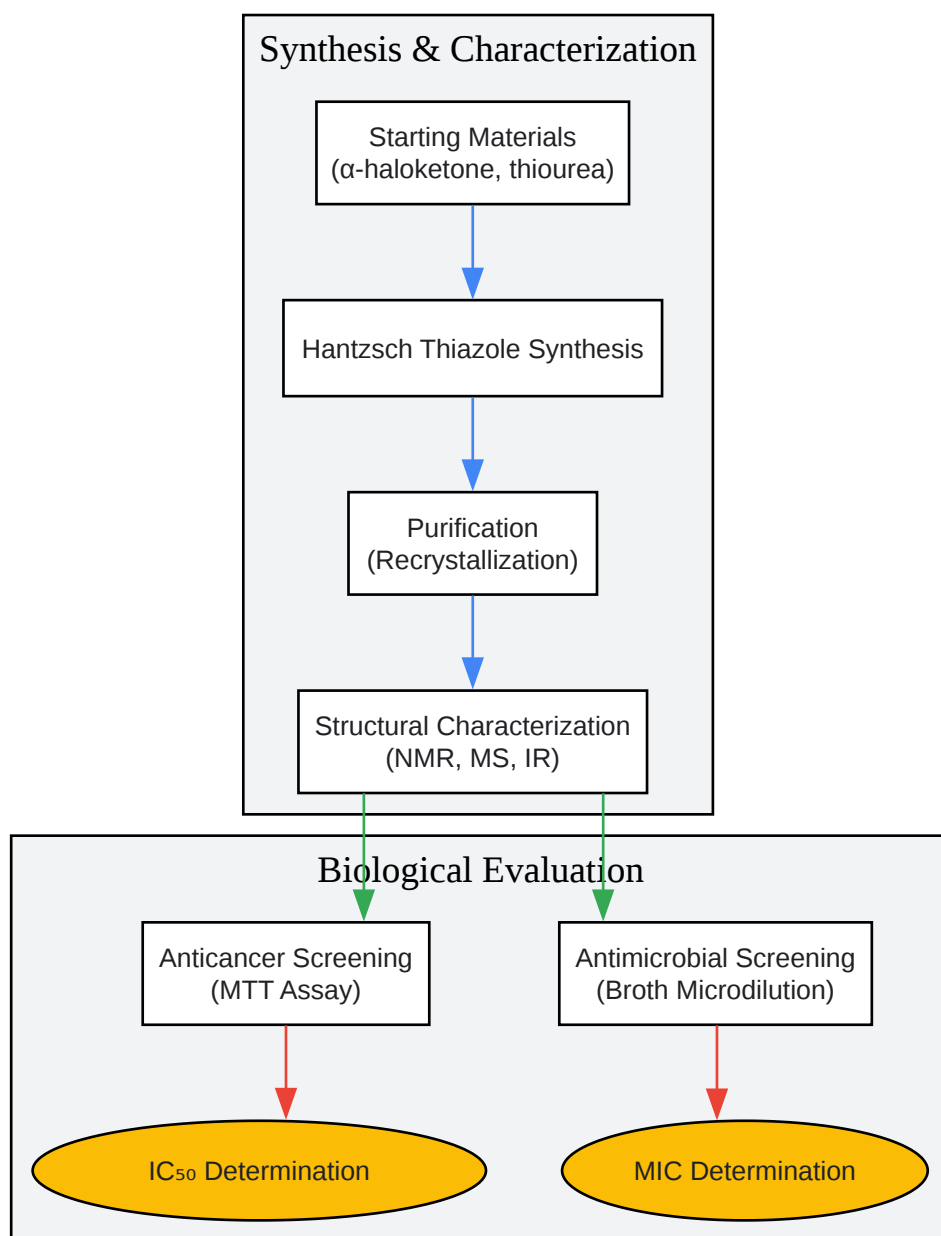 Synthesis & Characterization
Starting Materials
(α-haloketone, thiourea)
Hantzsch Thiazole Synthesis
Purification
(Recrystallization)
Structural Characterization
(NMR, MS, IR)
Biological Evaluation
Anticancer Screening
(MTT Assay)
Antimicrobial Screening
(Broth Microdilution)
IC₅₀ Determination
MIC Determination